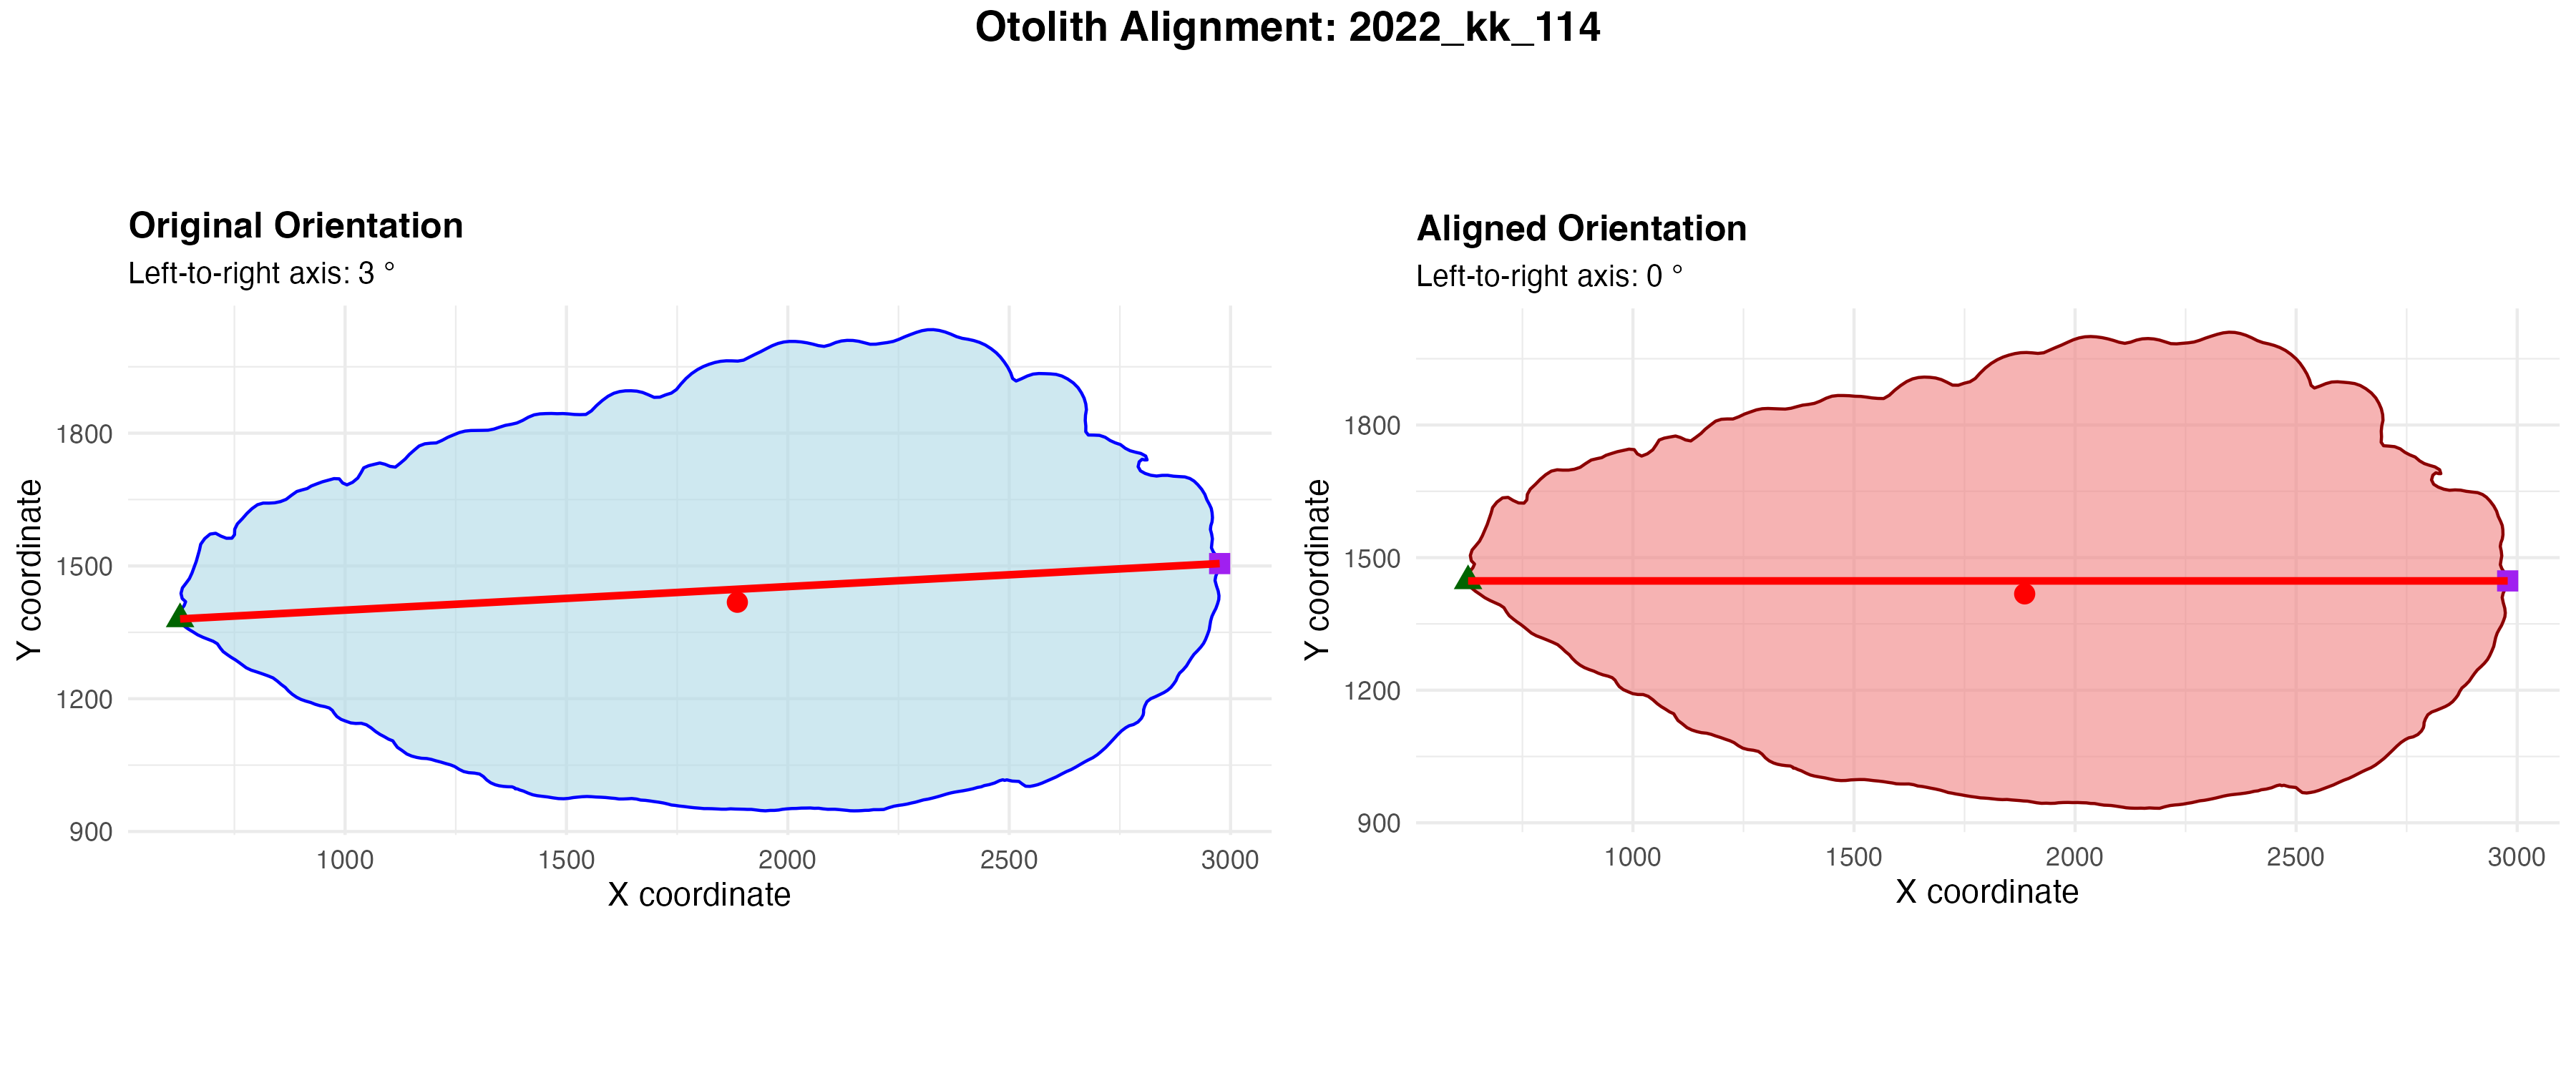 Otolith Alignment: 2022_kk_114
Original Orientation
Left-to-right axis: 3 °
Y coordinate
1800
1500
1200
900
1000 1500 2000 2500 3000
X coordinate
Aligned Orientation
Left-to-right axis: 0 °
Y coordinate
1800
1500
1200
900
1000 1500 2000 2500 3000
X coordinate